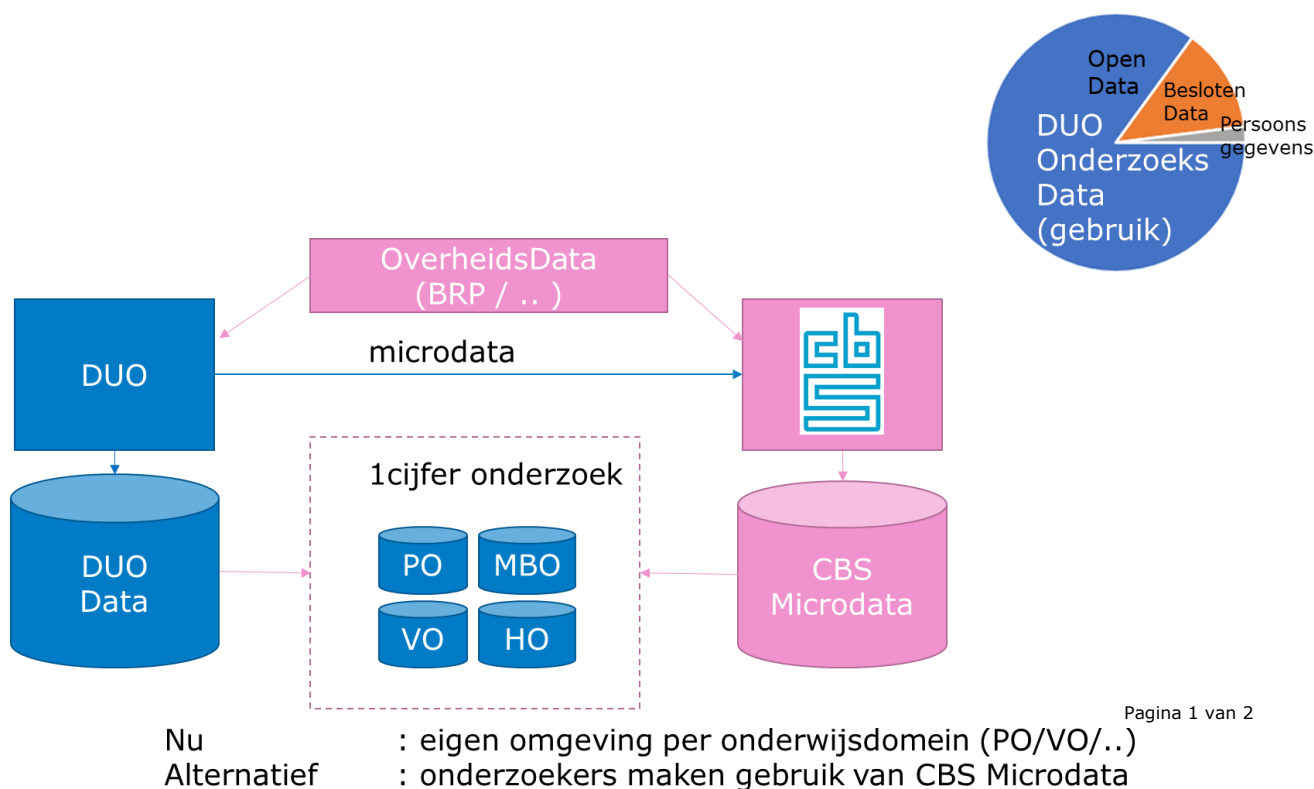 Open
Data
Besloten
Data
Persoons
gegevens
DUO
Onderzoeks
Data
(gebruik)
OverheidsData
(BRP / .. )
DUO
microdata
cbs
1cijfer onderzoek
DUO
Data
PO
MBO
VO
HO
CBS
Microdata
Pagina 1 van 2
Nu : eigen omgeving per onderwijsdomein (PO/VO/..)
Alternatief : onderzoekers maken gebruik van CBS Microdata